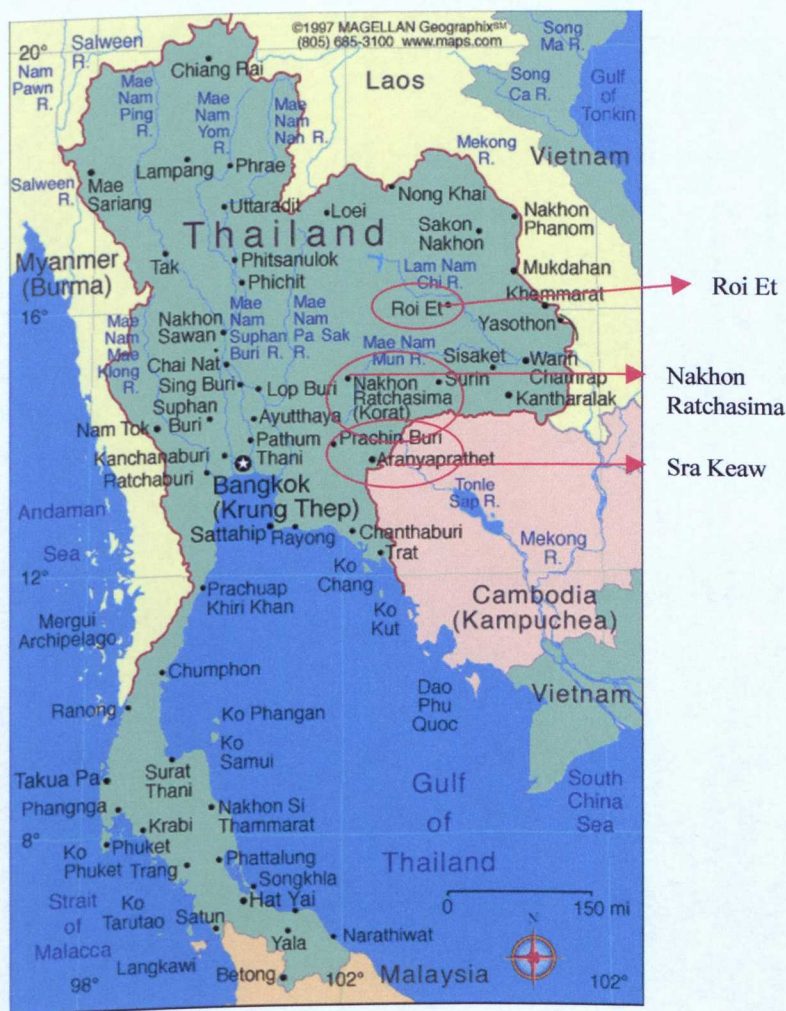 ©1997 MAGELLAN Geographix℠
(805) 685-3100 www.maps.com
20°
Salween
R.
Nam
Pawn
R.
Chiang Rai
Mae
Nam
Ping
R.
Mae
Nam
Yom
R.
Mae
Nam
Nan R.
Laos
Song
Ma R.
Song
Ca R.
Gulf
of
Tonkin
Mekong
R.
Vietnam
Salween
R.
Mae
Sariang
Lampang
Phrae
Nong Khai
Uttaradit
Loei
Sakon
Nakhon
Nakhon
Phanom
Thailand
Myanmer
(Burma)
Tak
Phitsanulok
Phichit
Lam Nam
Chi R.
Mukdahan
Roi Et
Khemmarat
Roi Et
16°
Yasothon
Mae
Nam
Mae
Klong R.
Nakhon
Sawan
Mae
Nam
Suphan
Buri R.
Mae
Nam
Pa Sak
R.
Mae Nam
Mun R.
Sisaket
Warin
Chamrap
Chai Nat
Sing Buri
Lop Buri
Nakhon
Ratchasima
(Korat)
Surin
Kantharalak
Nakhon
Ratchasima
Suphan
Buri
Ayutthaya
Nam Tok
Pathum
Thani
Prachin Buri
Kanchanaburi
Ratchaburi
Aranyaprathet
Sra Keaw
Bangkok
(Krung Thep)
Tonle
Sap R.
Andaman
Sea
Sattahip
Rayong
Chanthaburi
Trat
Mekong
R.
Ko
Chang
12°
Prachuap
Khiri Khan
Ko
Kut
Cambodia
(Kampuchea)
Mergui
Archipelago
Chumphon
Dao
Phu
Quoc
Vietnam
Ranong
Ko Phangan
Ko
Samui
Surat
Thani
Takua Pa
Gulf
of
Thailand
South
China
Sea
Phangnga
Nakhon Si
Thammarat
Krabi
8°
Phuket
Ko
Phuket
Trang
Phattalung
Songkhla
Hat Yai
Strait
of
Malacca
Ko
Tarutao
Satun
0
150 mi
N
Yala
Narathiwat
Langkawi
Betong
Malaysia
98°
102°
102°